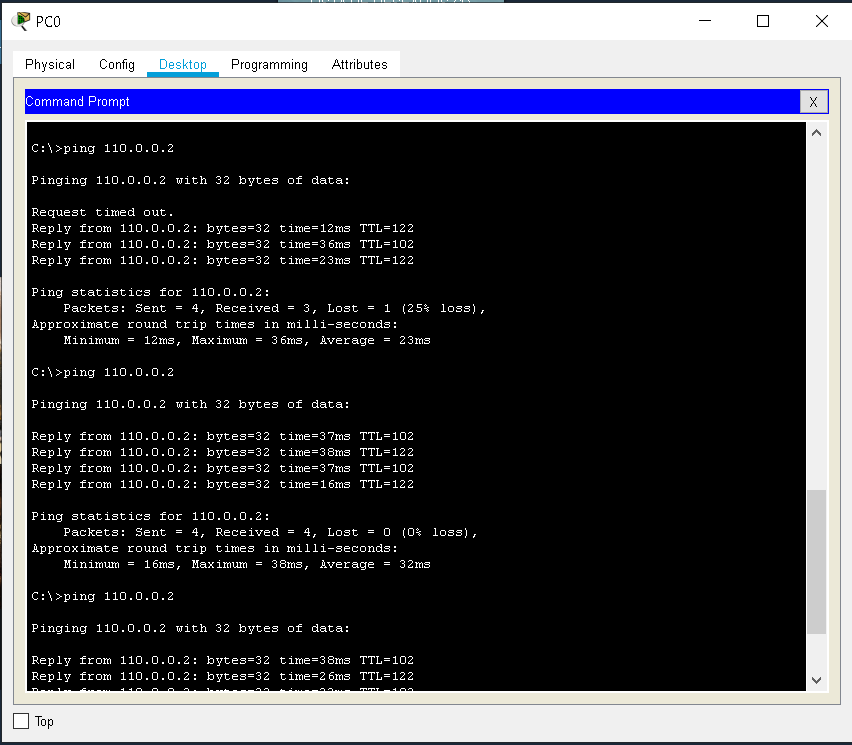 PC0
Physical Config Desktop Programming Attributes
Command Prompt X
C:\>ping 110.0.0.2
Pinging 110.0.0.2 with 32 bytes of data:
Request timed out.
Reply from 110.0.0.2: bytes=32 time=12ms TTL=122
Reply from 110.0.0.2: bytes=32 time=36ms TTL=102
Reply from 110.0.0.2: bytes=32 time=23ms TTL=122
Ping statistics for 110.0.0.2:
Packets: Sent = 4, Received = 3, Lost = 1 (25% loss),
Approximate round trip times in milli-seconds:
Minimum = 12ms, Maximum = 36ms, Average = 23ms
C:\>ping 110.0.0.2
Pinging 110.0.0.2 with 32 bytes of data:
Reply from 110.0.0.2: bytes=32 time=37ms TTL=102
Reply from 110.0.0.2: bytes=32 time=38ms TTL=122
Reply from 110.0.0.2: bytes=32 time=37ms TTL=102
Reply from 110.0.0.2: bytes=32 time=16ms TTL=122
Ping statistics for 110.0.0.2:
Packets: Sent = 4, Received = 4, Lost = 0 (0% loss),
Approximate round trip times in milli-seconds:
Minimum = 16ms, Maximum = 38ms, Average = 32ms
C:\>ping 110.0.0.2
Pinging 110.0.0.2 with 32 bytes of data:
Reply from 110.0.0.2: bytes=32 time=38ms TTL=102
Reply from 110.0.0.2: bytes=32 time=26ms TTL=122
Top